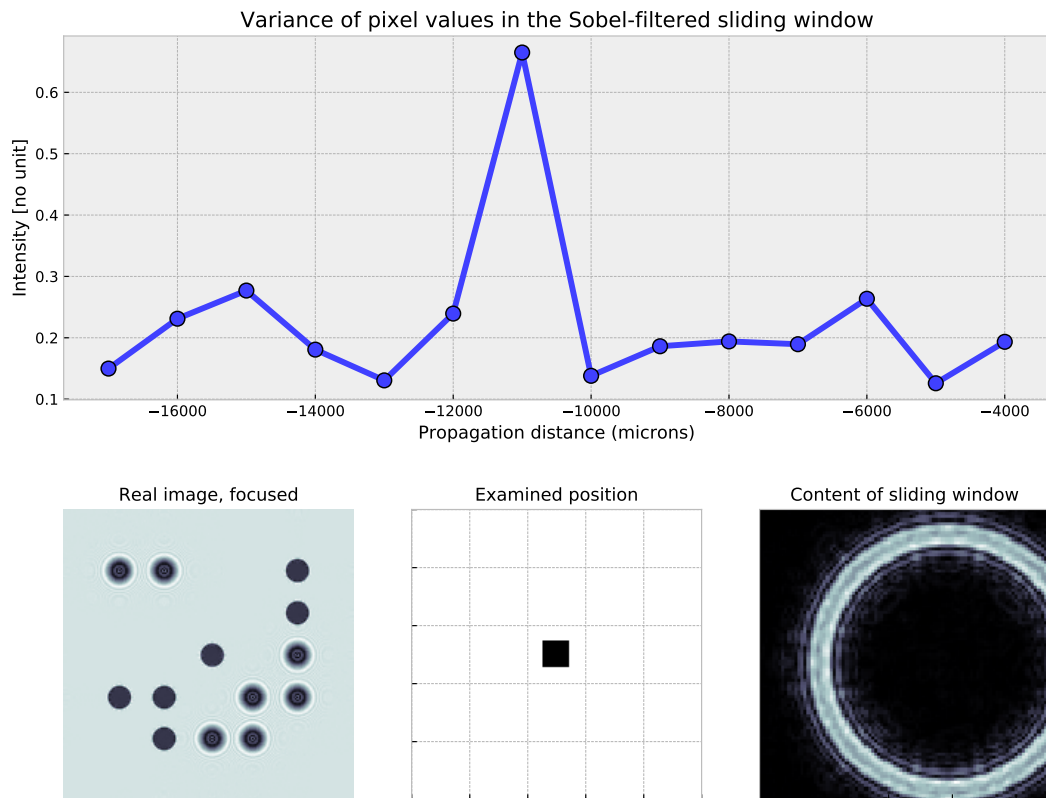 Variance of pixel values in the Sobel-filtered sliding window
Intensity [no unit]
0.6
0.5
0.4
0.3
0.2
0.1
−16000 −14000 −12000 −10000 −8000 −6000 −4000
Propagation distance (microns)
Real image, focused Examined position Content of sliding window